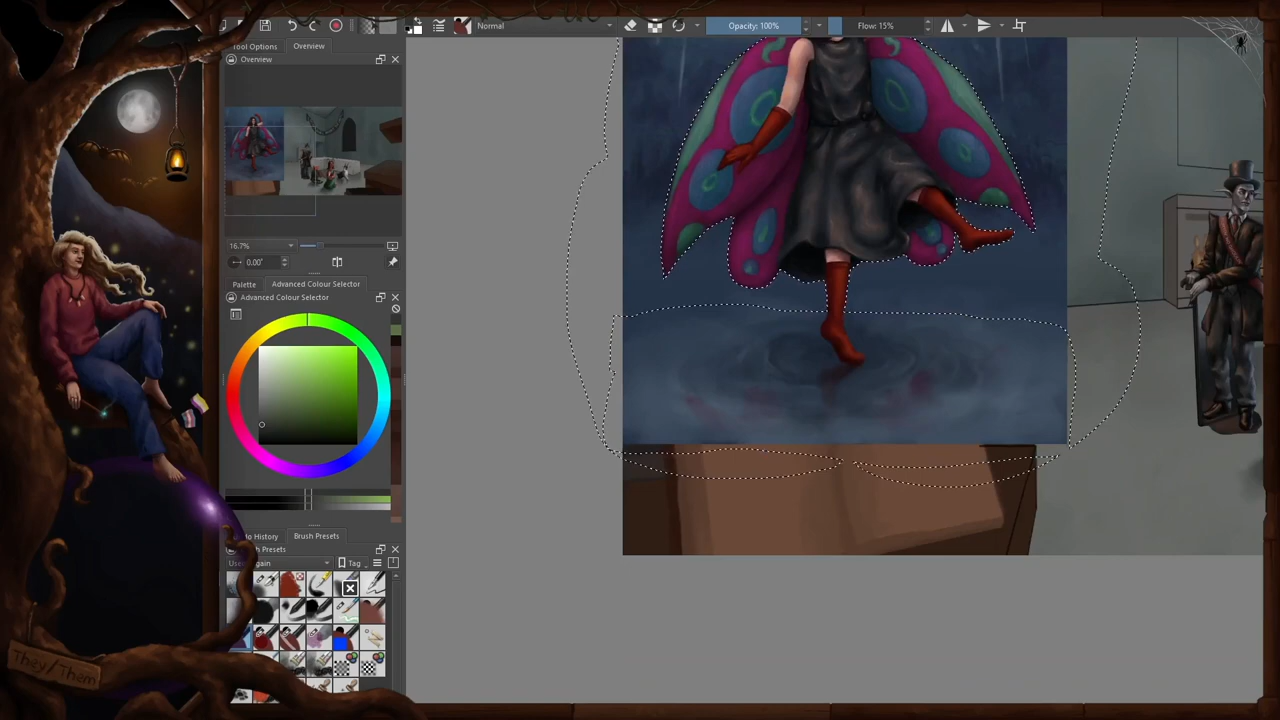 Normal
Opacity: 100%
Flow: 15%
Tool Options
Overview
Overview
16.7%
0.00°
Palette
Advanced Colour Selector
Advanced Colour Selector
Brush Presets
Tag
They/Them